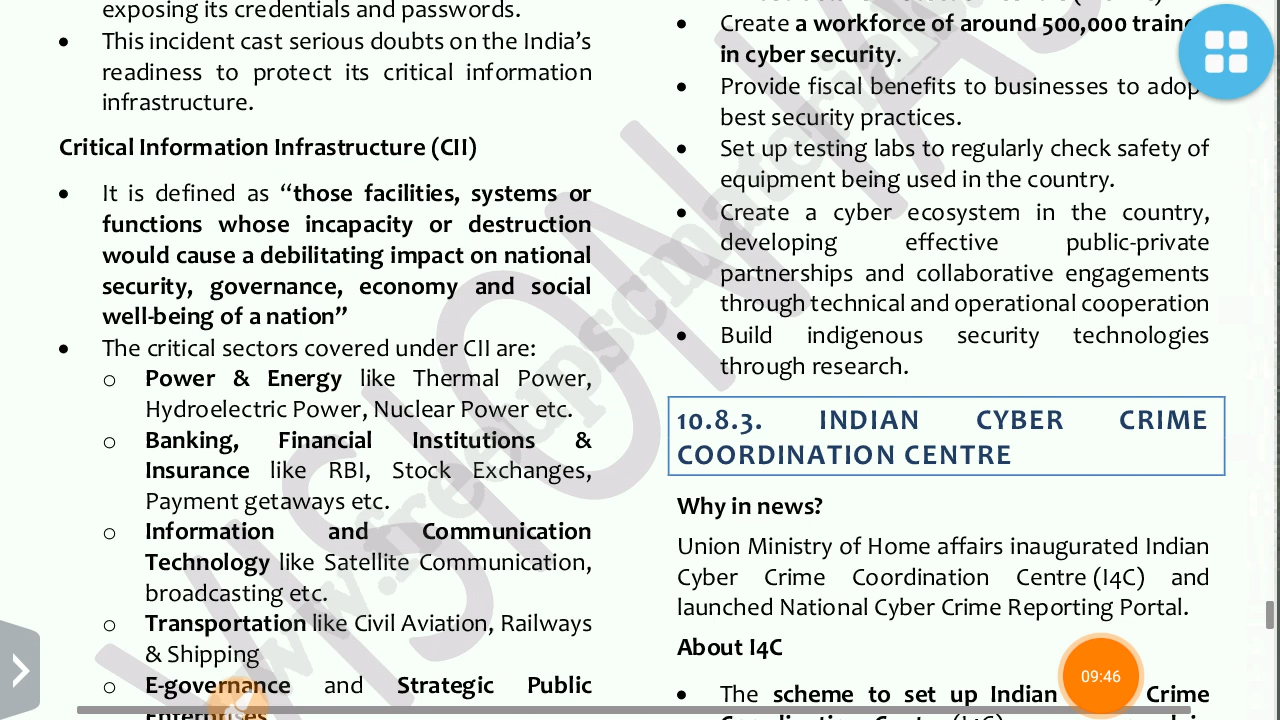 exposing its credentials and passwords.
• This incident cast serious doubts on the India’s
readiness to protect its critical information
infrastructure.
Critical Information Infrastructure (CII)
• It is defined as “those facilities, systems or
functions whose incapacity or destruction
would cause a debilitating impact on national
security, governance, economy and social
well-being of a nation”
• The critical sectors covered under CII are:
o Power & Energy like Thermal Power,
Hydroelectric Power, Nuclear Power etc.
o Banking, Financial Institutions &
Insurance like RBI, Stock Exchanges,
Payment getaways etc.
o Information and Communication
Technology like Satellite Communication,
broadcasting etc.
o Transportation like Civil Aviation, Railways
& Shipping
o E-governance and Strategic Public
Enterprises
• Create a workforce of around 500,000 traine
in cyber security.
• Provide fiscal benefits to businesses to adop
best security practices.
• Set up testing labs to regularly check safety of
equipment being used in the country.
• Create a cyber ecosystem in the country,
developing effective public-private
partnerships and collaborative engagements
through technical and operational cooperation
• Build indigenous security technologies
through research.
10.8.3. INDIAN CYBER CRIME
COORDINATION CENTRE
Why in news?
Union Ministry of Home affairs inaugurated Indian
Cyber Crime Coordination Centre (I4C) and
launched National Cyber Crime Reporting Portal.
About I4C
• The scheme to set up Indian Crime
09:46